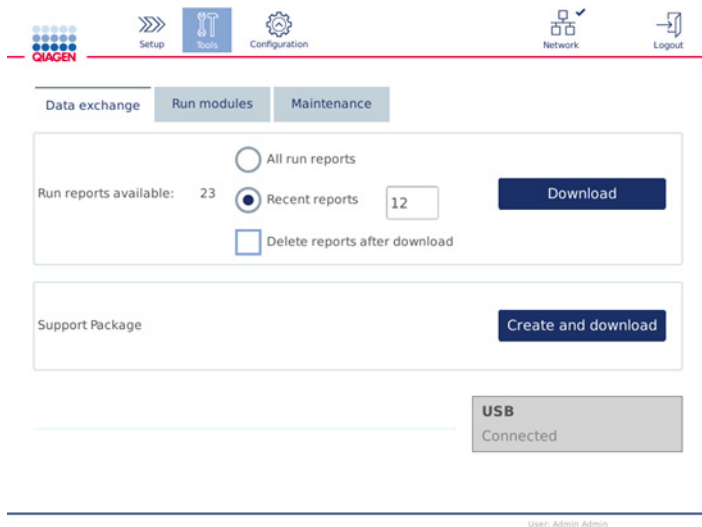 QIAGEN
Setup
Tools
Configuration
Network
Logout
Data exchange
Run modules
Maintenance
All run reports
Run reports available: 23
Recent reports 12
Download
Delete reports after download
Support Package
Create and download
USB
Connected
User: Admin Admin